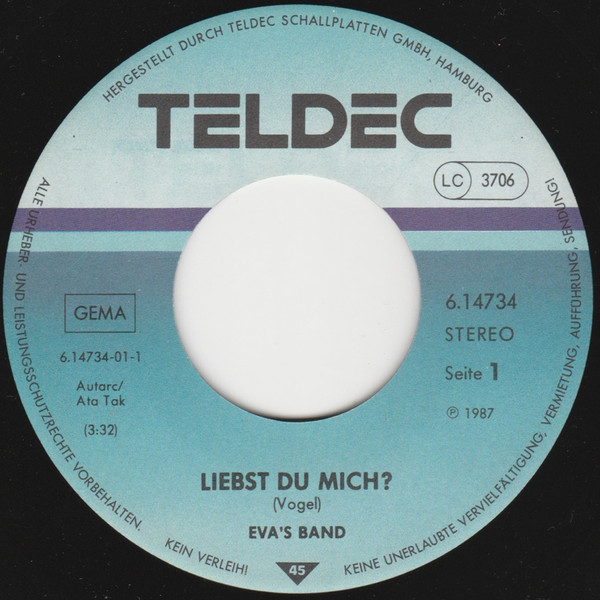 HERGESTELLT DURCH TELDEC SCHALLPLATTEN GMBH, HAMBURG
TELDEC
LC 3706
GEMA
6.14734-01-1
Autarc/
Ata Tak
(3:32)
6.14734
STEREO
Seite 1
℗ 1987
LIEBST DU MICH?
(Vogel)
EVA'S BAND
45
ALLE URHEBER- UND LEISTUNGSSCHUTZRECHTE VORBEHALTEN.
KEIN VERLEIH!
KEINE UNERLAUBTE VERVIELFÄLTIGUNG, VERMIETUNG, AUFFÜHRUNG, SENDUNG!